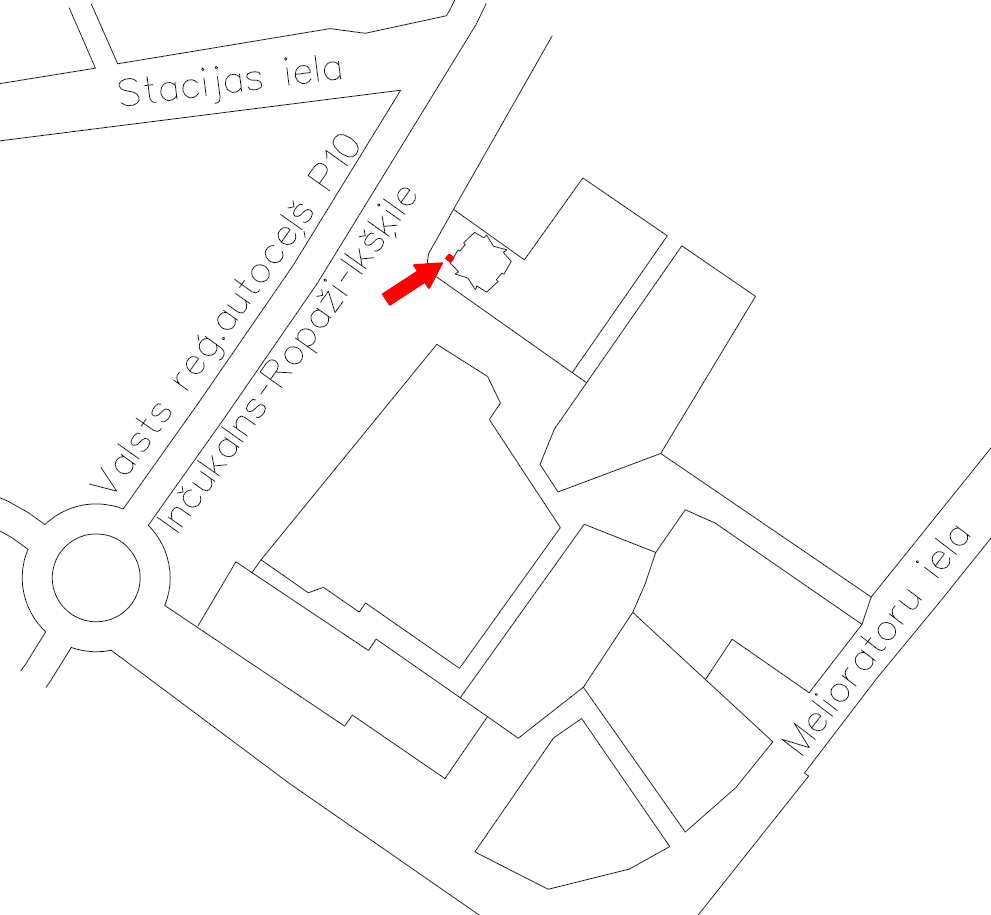 Stacijas iela
Valsts reģ.autoceļš P10
Inčukalns-Ropaži-Ikšķile
Melioratoru iela